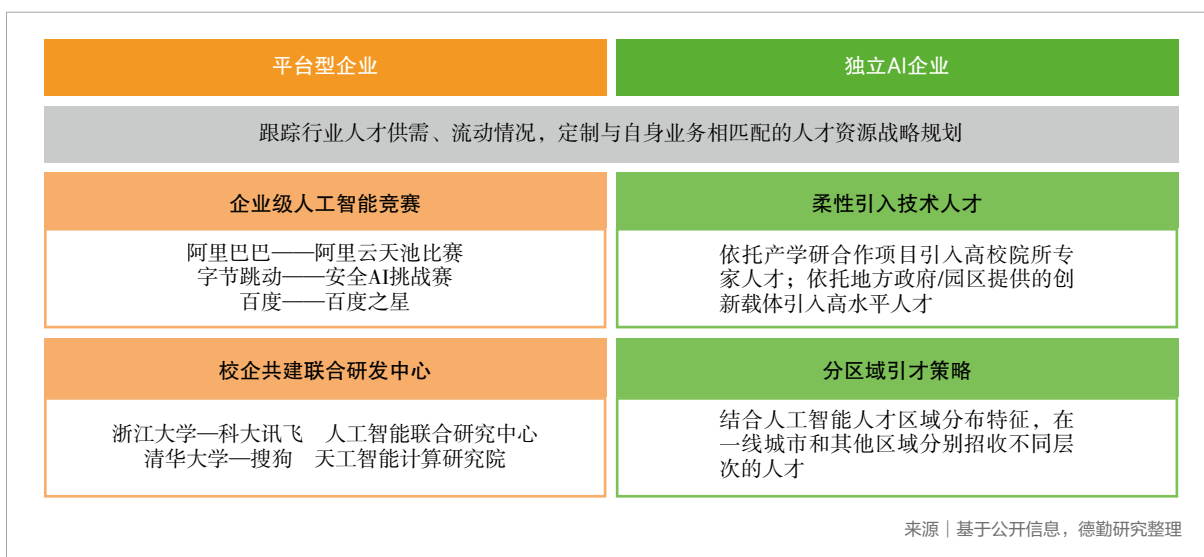 平台型企业
独立AI企业
跟踪行业人才供需、流动情况，定制与自身业务相匹配的人才资源战略规划
企业级人工智能竞赛
阿里巴巴——阿里云天池比赛
字节跳动——安全AI挑战赛
百度——百度之星
柔性引入技术人才
依托产学研合作项目引入高校院所专
家人才；依托地方政府/园区提供的创
新载体引入高水平人才
校企共建联合研发中心
浙江大学—科大讯飞　人工智能联合研究中心
清华大学—搜狗　天工智能计算研究院
分区域引才策略
结合人工智能人才区域分布特征，在
一线城市和其他区域分别招收不同层
次的人才
来源｜基于公开信息，德勤研究整理